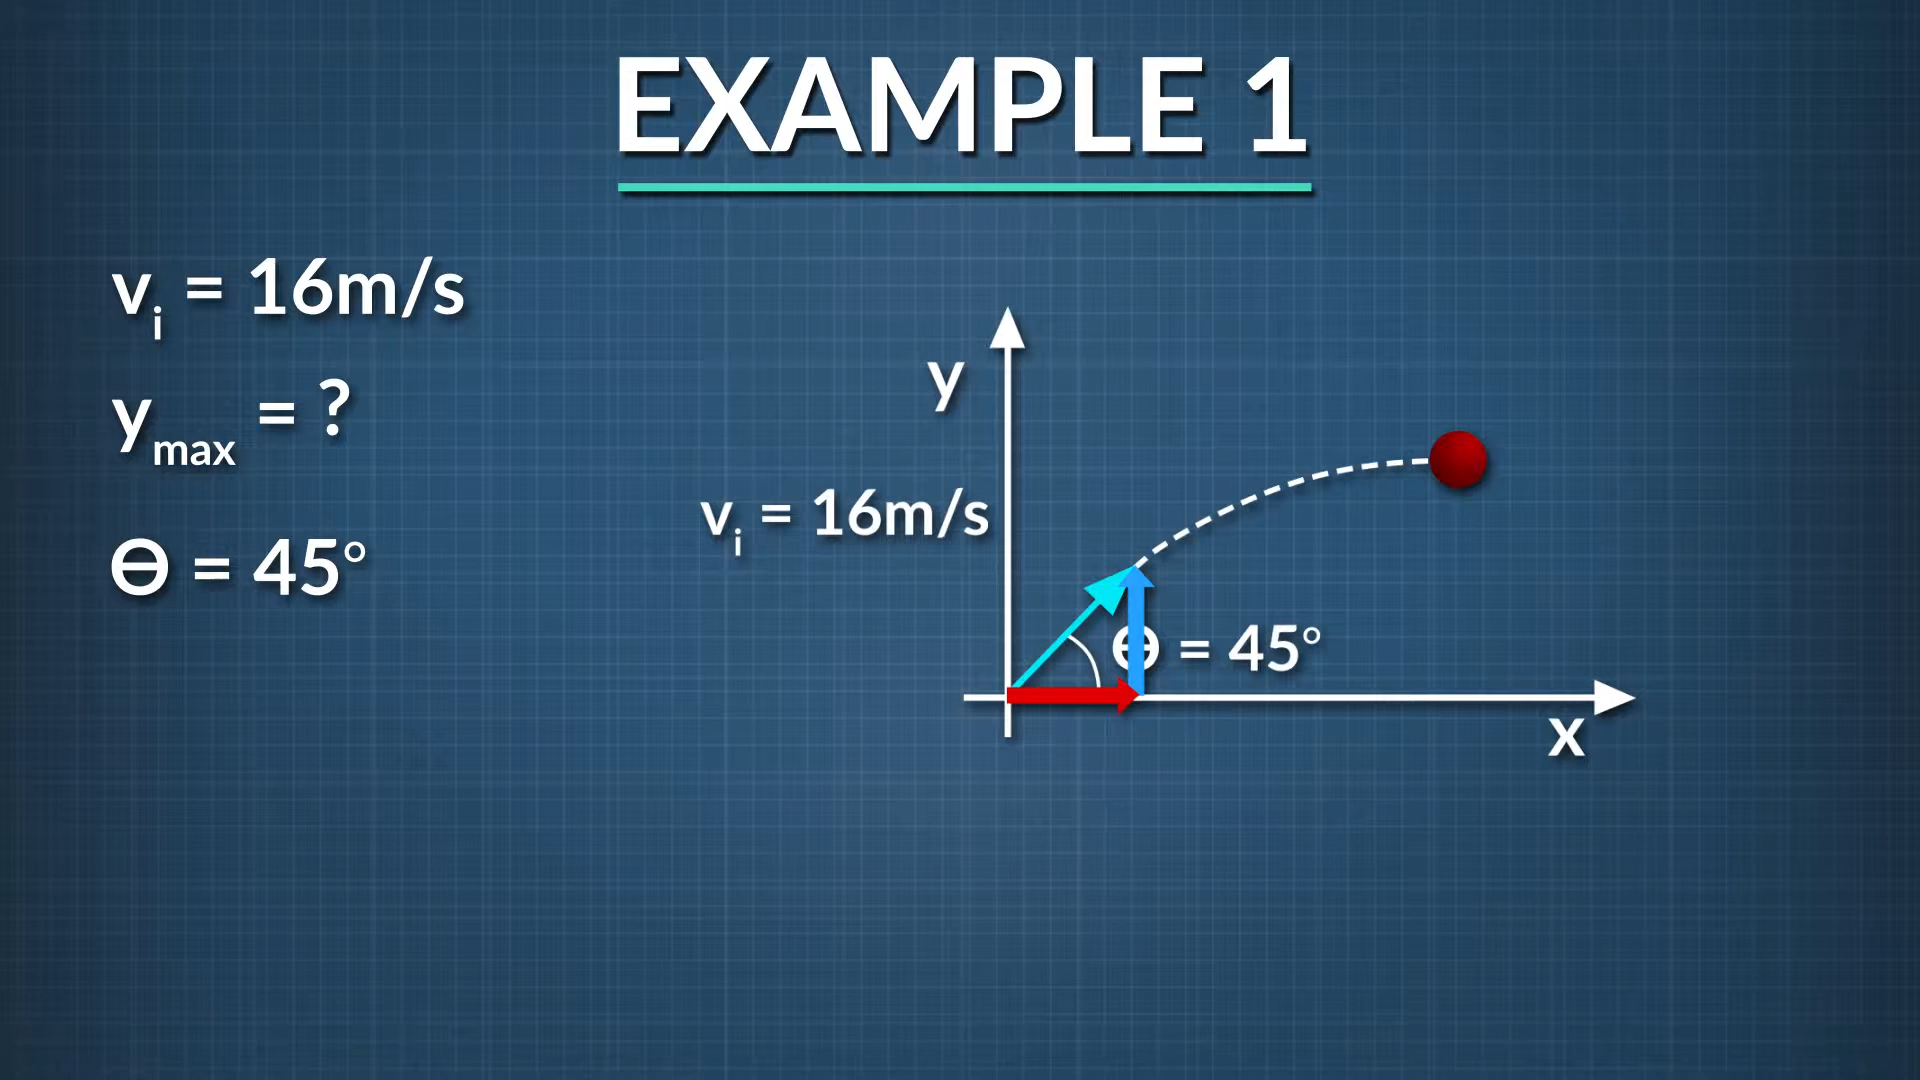 EXAMPLE 1
vᵢ = 16m/s
yₘₐₓ = ?
Θ = 45°
y
vᵢ = 16m/s
Θ = 45°
x